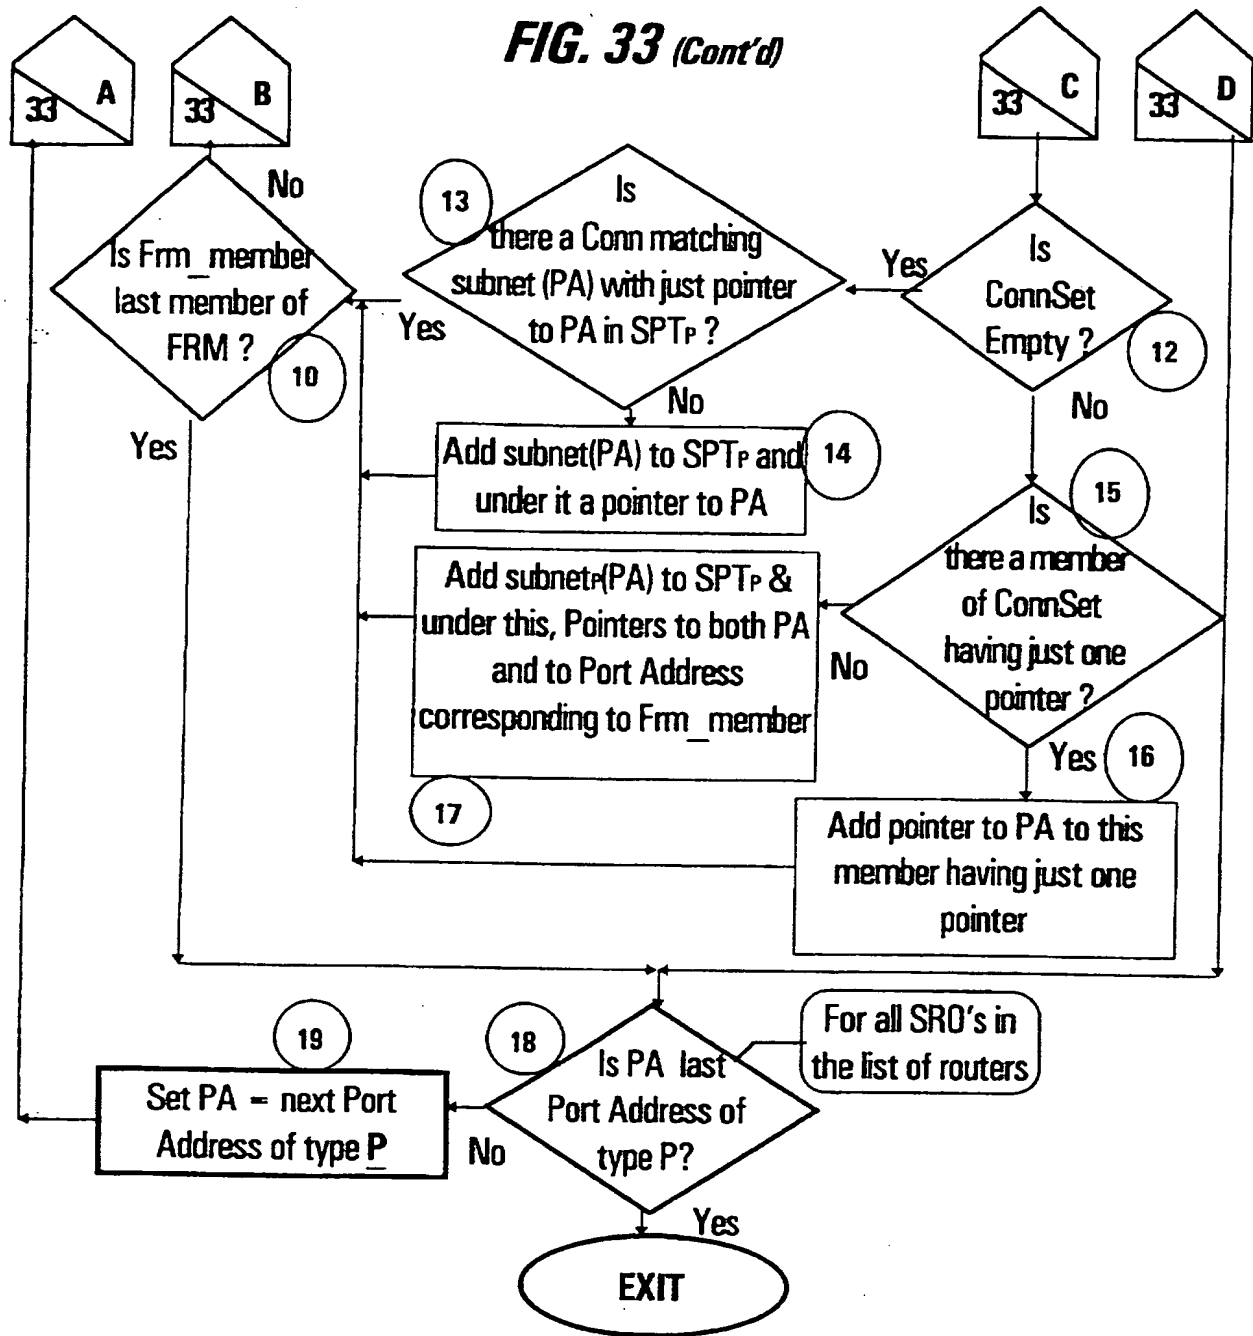 FIG. 33 (Cont'd)
33 A
33 B
33 C
33 D
No
Is Frm_member
last member of
FRM ?
10
Yes
13
Is
there a Conn matching
subnet (PA) with just pointer
to PA in SPTP ?
Yes
No
Yes
Is
ConnSet
Empty ?
12
No
Add subnet(PA) to SPTP and
under it a pointer to PA
14
15
Is
there a member
of ConnSet
having just one
pointer ?
No
Yes
Add subnetP(PA) to SPTP &
under this, Pointers to both PA
and to Port Address
corresponding to Frm_member
17
16
Add pointer to PA to this
member having just one
pointer
18
Is PA last
Port Address of
type P?
For all SRO's in
the list of routers
19
Set PA = next Port
Address of type P
No
Yes
EXIT